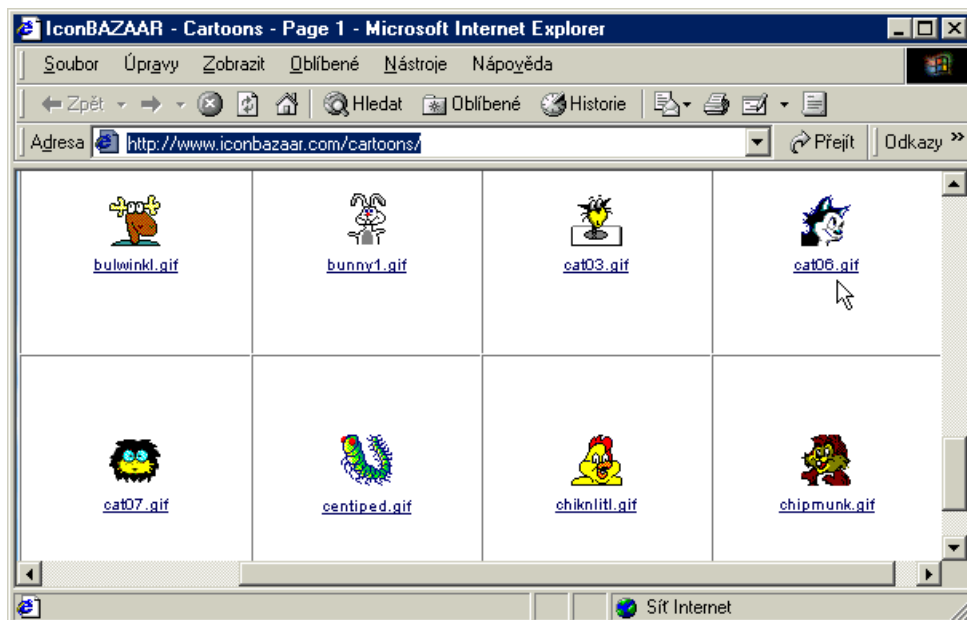 IconBAZAAR - Cartoons - Page 1 - Microsoft Internet Explorer
Soubor Úpravy Zobrazit Oblíbené Nástroje Nápověda
Zpět Hledat Oblíbené Historie
Adresa http://www.iconbazaar.com/cartoons/ Přejít Odkazy »
bulwinkl.gif bunny1.gif cat03.gif cat06.gif
cat07.gif centiped.gif chiknlitl.gif chipmunk.gif
Síť Internet